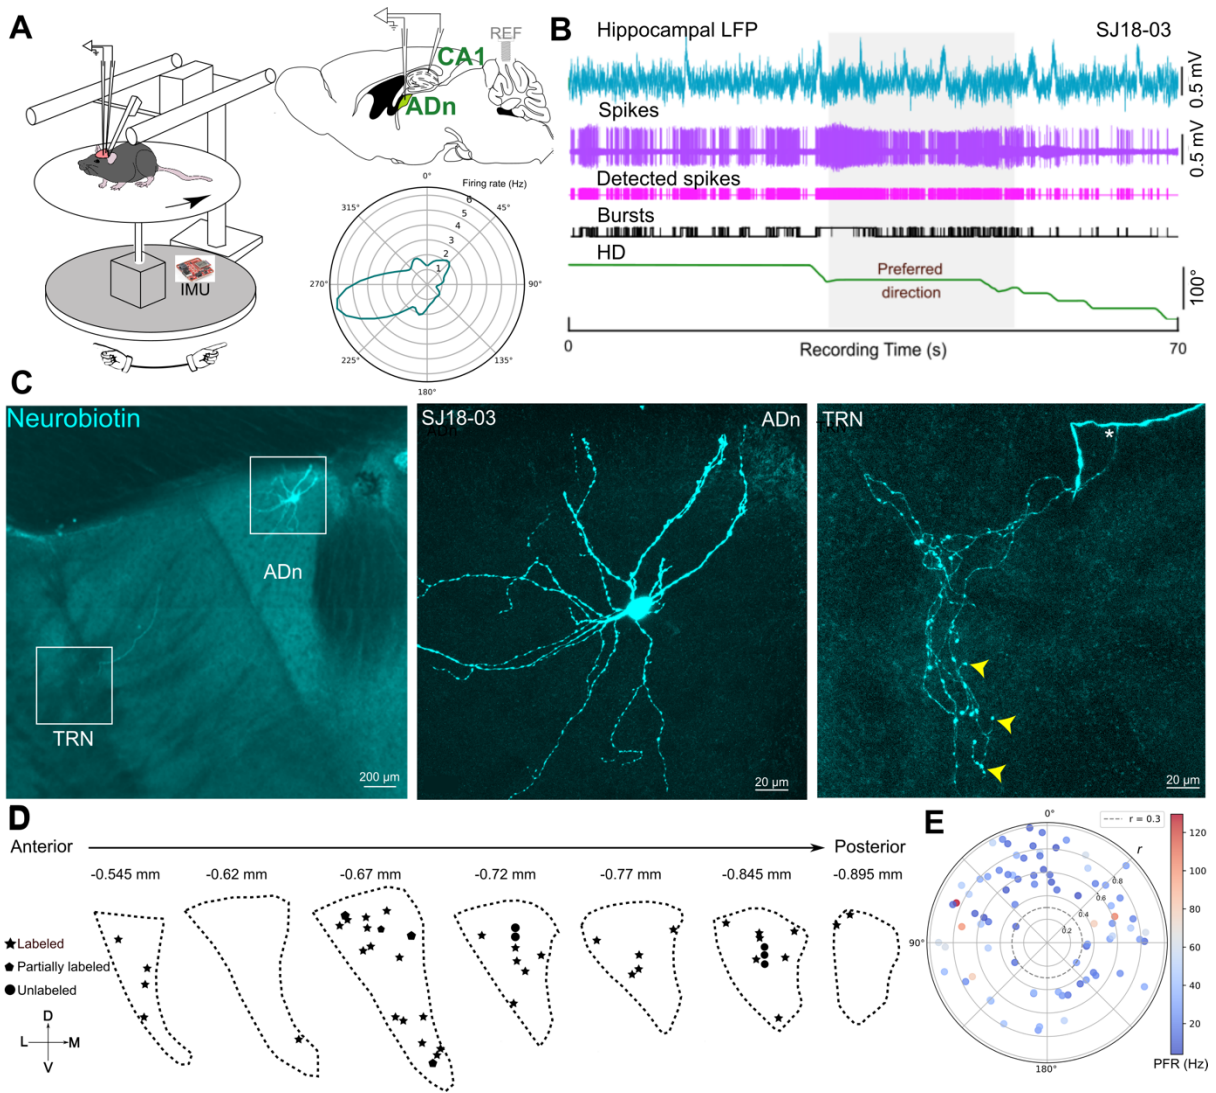 A
REF
CA1
ADn
IMU
Firing rate (Hz)
0°
45°
90°
135°
180°
225°
270°
315°
6
5
4
3
2
1
B
Hippocampal LFP
SJ18-03
0.5 mV
Spikes
0.5 mV
Detected spikes
Bursts
HD
Preferred
direction
100°
0
Recording Time (s)
70
C
Neurobiotin
ADn
TRN
200 µm
SJ18-03
ADn
20 µm
TRN
*
20 µm
D
Anterior
Posterior
-0.545 mm
-0.62 mm
-0.67 mm
-0.72 mm
-0.77 mm
-0.845 mm
-0.895 mm
Labeled
Partially labeled
Unlabeled
D
L
M
V
E
0°
r = 0.3
r
0.8
0.6
0.4
0.2
90°
180°
120
100
80
60
40
20
PFR (Hz)